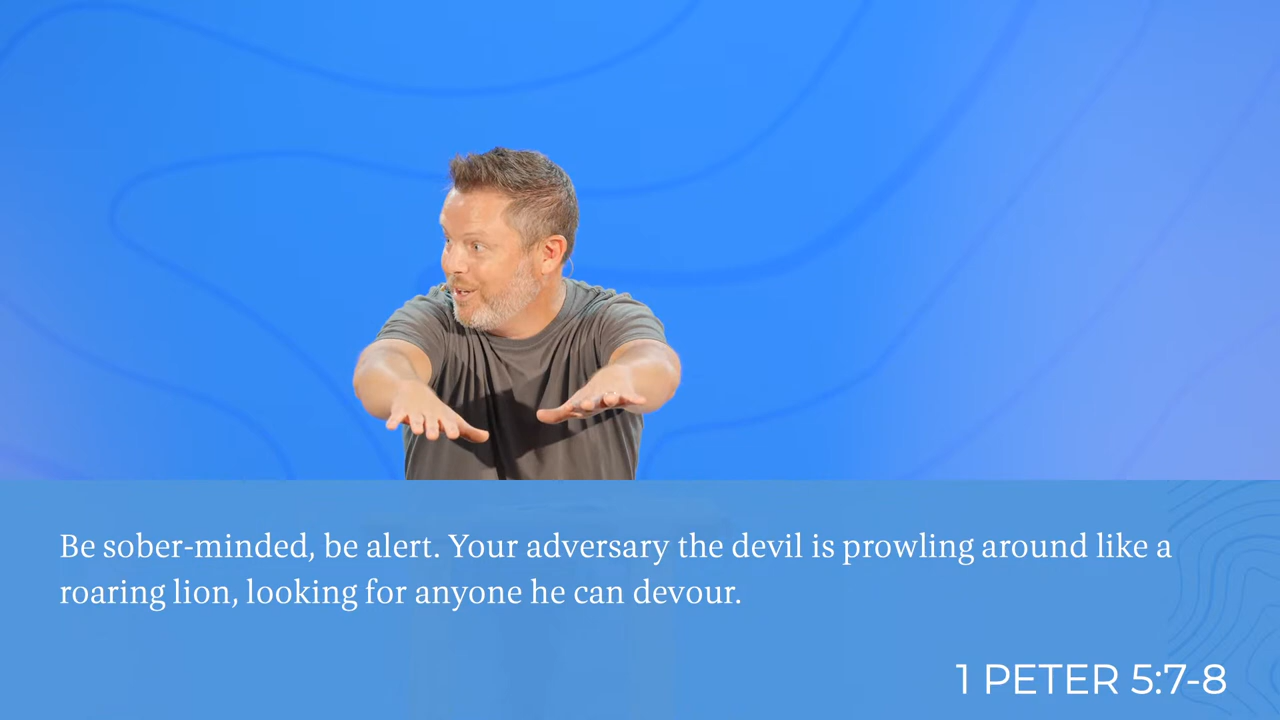 Be sober-minded, be alert. Your adversary the devil is prowling around like a
roaring lion, looking for anyone he can devour.
1 PETER 5:7-8